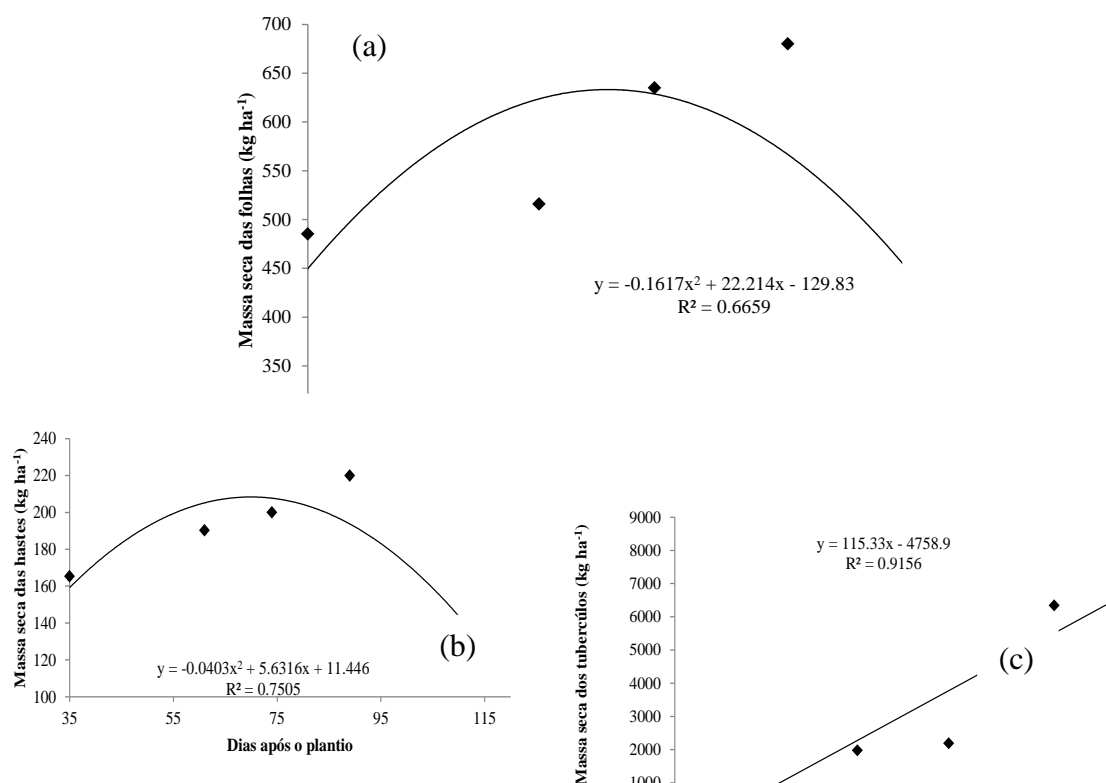 (a)
Massa seca das folhas (kg ha⁻¹)
700
650
600
550
500
450
400
350
y = -0.1617x² + 22.214x - 129.83
R² = 0.6659
(b)
Massa seca das hastes (kg ha⁻¹)
240
220
200
180
160
140
120
100
y = -0.0403x² + 5.6316x + 11.446
R² = 0.7505
35 55 75 95 115
Dias após o plantio
(c)
Massa seca dos tubercúlos (kg ha⁻¹)
9000
8000
7000
6000
5000
4000
3000
2000
1000
y = 115.33x - 4758.9
R² = 0.9156